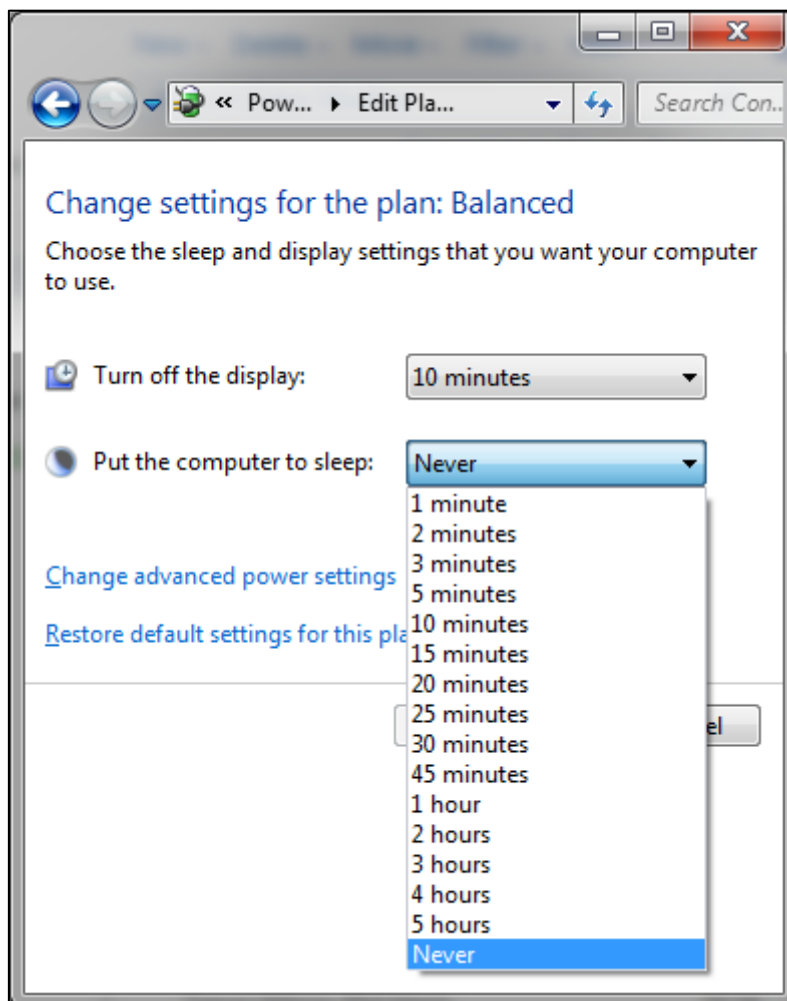 « Pow... Edit Pla... Search Con..
Change settings for the plan: Balanced
Choose the sleep and display settings that you want your computer
to use.
Turn off the display: 10 minutes
Put the computer to sleep: Never
1 minute
2 minutes
3 minutes
5 minutes
Change advanced power settings
10 minutes
Restore default settings for this pla
15 minutes
20 minutes
25 minutes
el
30 minutes
45 minutes
1 hour
2 hours
3 hours
4 hours
5 hours
Never